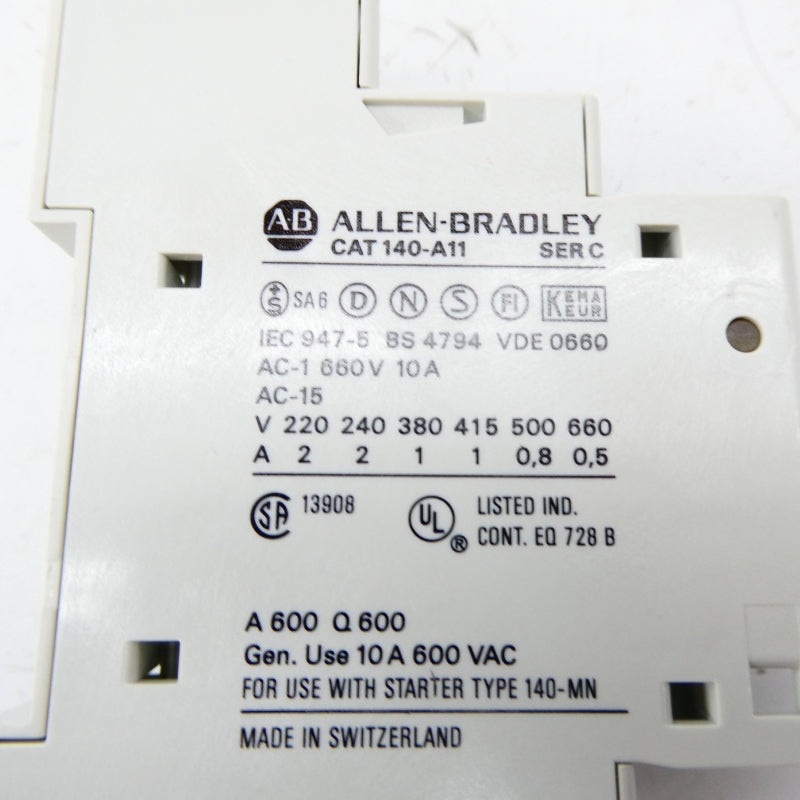 AB ALLEN-BRADLEY
CAT 140-A11 SER C
S SA6 D N S FI KEMA KEUR
IEC 947-5 BS 4794 VDE 0660
AC-1 660V 10A
AC-15
V 220 240 380 415 500 660
A 2 2 1 1 0,8 0,5
SA 13908 UL® LISTED IND.
CONT. EQ 728 B
A 600 Q 600
Gen. Use 10A 600 VAC
FOR USE WITH STARTER TYPE 140-MN
MADE IN SWITZERLAND